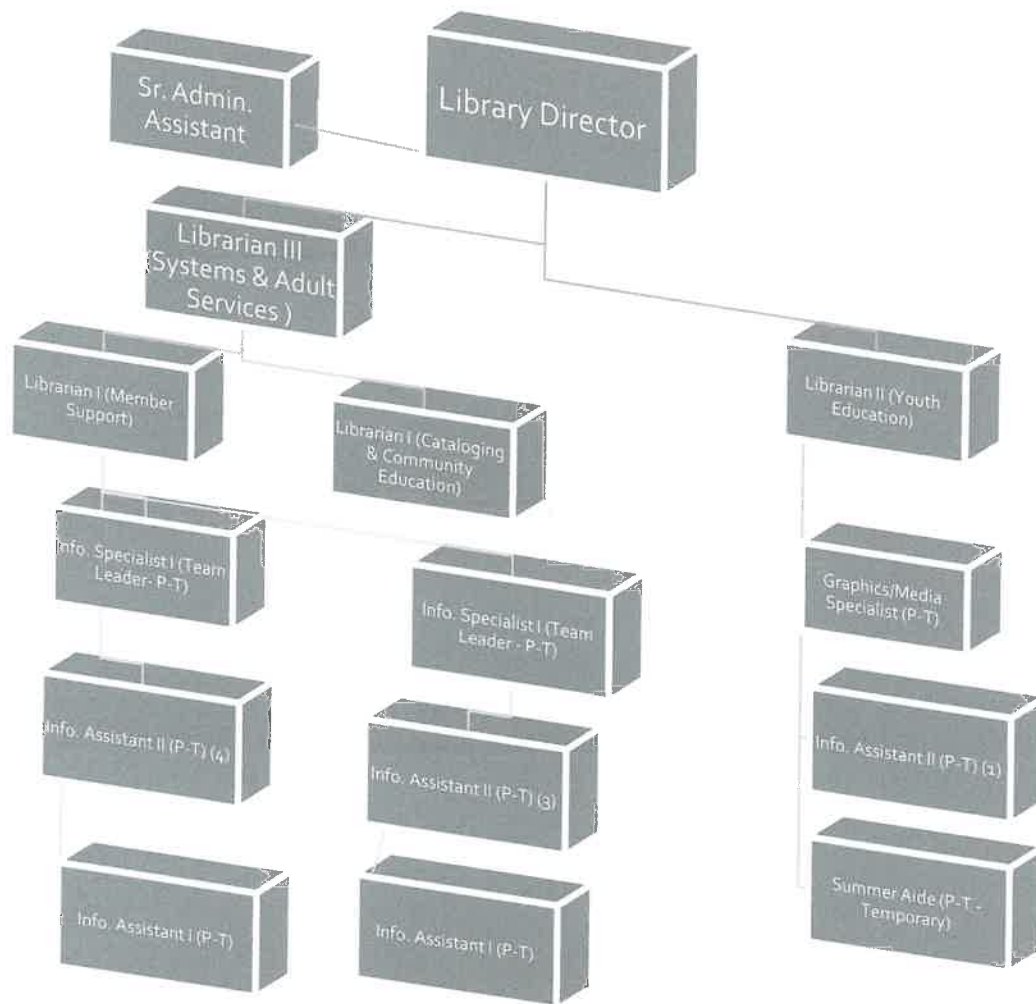 Sr. Admin.
Assistant
Library Director
Librarian III
(Systems & Adult
Services )
Librarian I (Member
Support)
Librarian I (Cataloging
& Community
Education)
Librarian II (Youth
Education)
Info. Specialist I (Team
Leader- P-T)
Info. Specialist I (Team
Leader - P-T)
Graphics/Media
Specialist (P-T)
Info. Assistant II (P-T) (4)
Info. Assistant II (P-T) (3)
Info. Assistant II (P-T) (1)
Info. Assistant I (P-T)
Info. Assistant I (P-T)
Summer Aide (P-T -
Temporary)